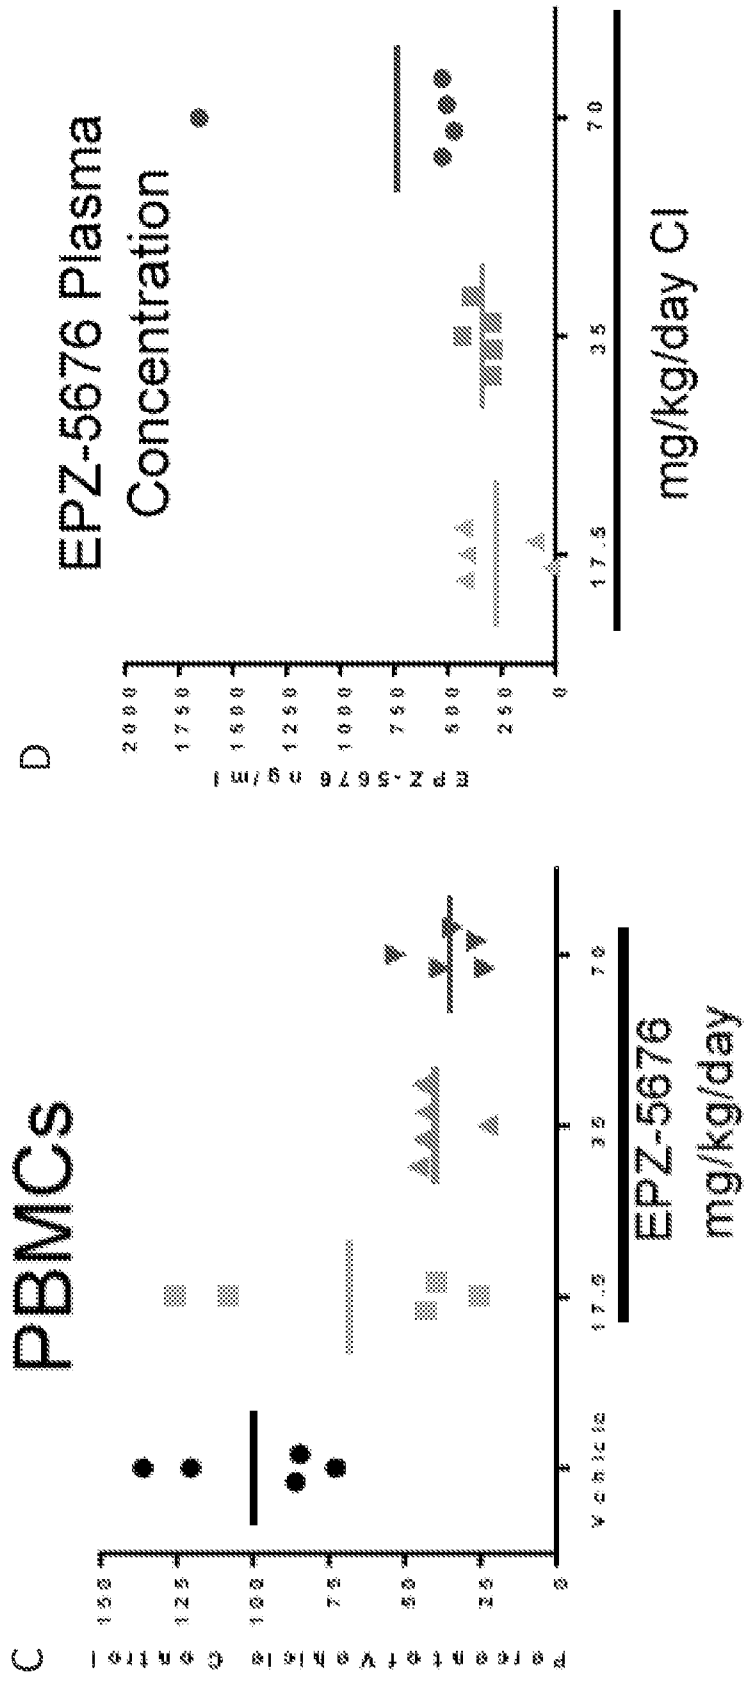 C
PBMCs
Percent of Vehicle Control
150
125
100
75
50
25
0
Vehicle
17.5
35
70
EPZ-5676
mg/kg/day
D
EPZ-5676 Plasma
Concentration
EPZ-5676 ng/ml
2000
1750
1500
1250
1000
750
500
250
0
17.5
35
70
mg/kg/day CI